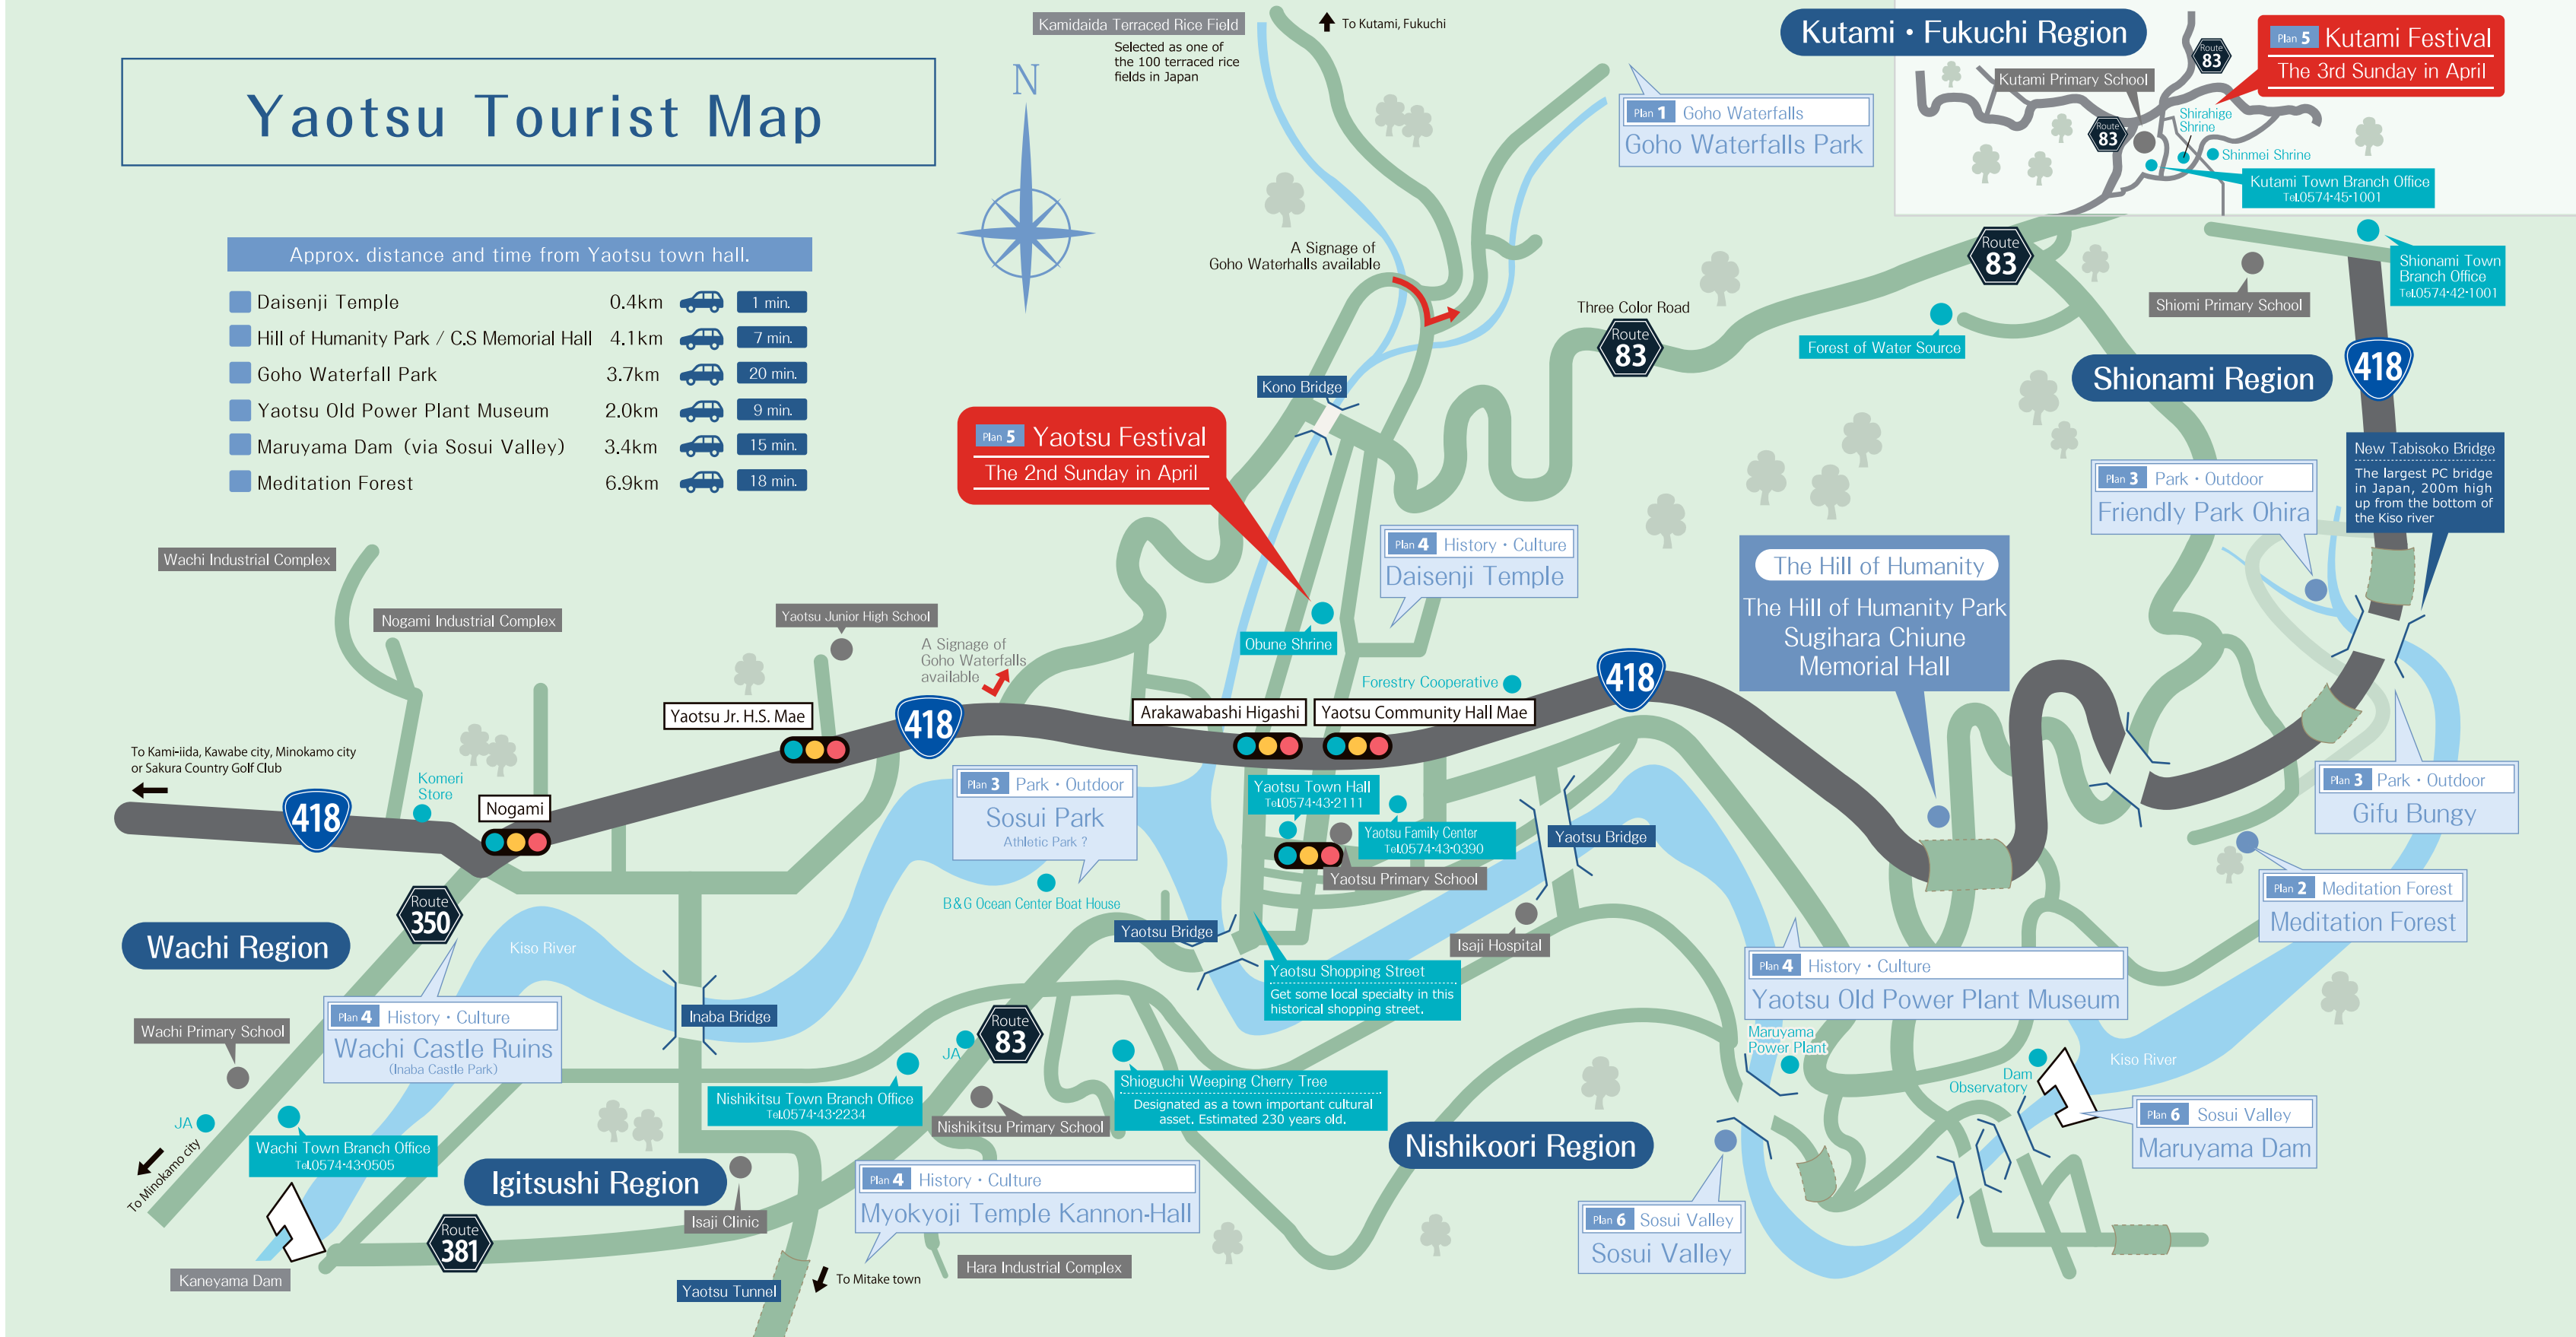 Yaotsu Tourist Map
Approx. distance and time from Yaotsu town hall.
Daisenji Temple 0.4km 1 min.
Hill of Humanity Park / C.S Memorial Hall 4.1km 7 min.
Goho Waterfall Park 3.7km 20 min.
Yaotsu Old Power Plant Museum 2.0km 9 min.
Maruyama Dam (via Sosui Valley) 3.4km 15 min.
Meditation Forest 6.9km 18 min.
N
Kamidaida Terraced Rice Field
Selected as one of
the 100 terraced rice
fields in Japan
To Kutami, Fukuchi
Plan 1 Goho Waterfalls
Goho Waterfalls Park
Kutami・Fukuchi Region
Route
83
Plan 5 Kutami Festival
The 3rd Sunday in April
Kutami Primary School
Route
83
Shirahige
Shrine
Shinmei Shrine
Kutami Town Branch Office
Tel.0574-45-1001
A Signage of
Goho Waterhalls available
Three Color Road
Route
83
Route
83
Forest of Water Source
Shiomi Primary School
Shionami Town
Branch Office
Tel.0574-42-1001
Shionami Region
418
Kono Bridge
Plan 5 Yaotsu Festival
The 2nd Sunday in April
Plan 4 History・Culture
Daisenji Temple
Obune Shrine
Plan 3 Park・Outdoor
Friendly Park Ohira
New Tabisoko Bridge
The largest PC bridge
in Japan, 200m high
up from the bottom of
the Kiso river
The Hill of Humanity
The Hill of Humanity Park
Sugihara Chiune
Memorial Hall
Wachi Industrial Complex
Nogami Industrial Complex
Yaotsu Junior High School
A Signage of
Goho Waterfalls
available
Forestry Cooperative
418
Yaotsu Jr. H.S. Mae
418
Arakawabashi Higashi
Yaotsu Community Hall Mae
To Kami-iida, Kawabe city, Minokamo city
or Sakura Country Golf Club
Komeri
Store
418
Nogami
Plan 3 Park・Outdoor
Sosui Park
Athletic Park ?
B&G Ocean Center Boat House
Yaotsu Town Hall
Tel.0574-43-2111
Yaotsu Family Center
Tel.0574-43-0390
Yaotsu Primary School
Yaotsu Bridge
Plan 3 Park・Outdoor
Gifu Bungy
Plan 2 Meditation Forest
Meditation Forest
Route
350
Wachi Region
Kiso River
Yaotsu Bridge
Isaji Hospital
Yaotsu Shopping Street
Get some local specialty in this
historical shopping street.
Plan 4 History・Culture
Yaotsu Old Power Plant Museum
Plan 4 History・Culture
Wachi Castle Ruins
(Inaba Castle Park)
Wachi Primary School
Inaba Bridge
JA
Route
83
Maruyama
Power Plant
Dam
Observatory
Kiso River
Nishikitsu Town Branch Office
Tel.0574-43-2234
Nishikitsu Primary School
Shioguchi Weeping Cherry Tree
Designated as a town important cultural
asset. Estimated 230 years old.
JA
To Minokamo city
Wachi Town Branch Office
Tel.0574-43-0505
Igitsushi Region
Nishikoori Region
Plan 6 Sosui Valley
Maruyama Dam
Isaji Clinic
Plan 4 History・Culture
Myokyoji Temple Kannon-Hall
Plan 6 Sosui Valley
Sosui Valley
Route
381
Kaneyama Dam
Yaotsu Tunnel
To Mitake town
Hara Industrial Complex